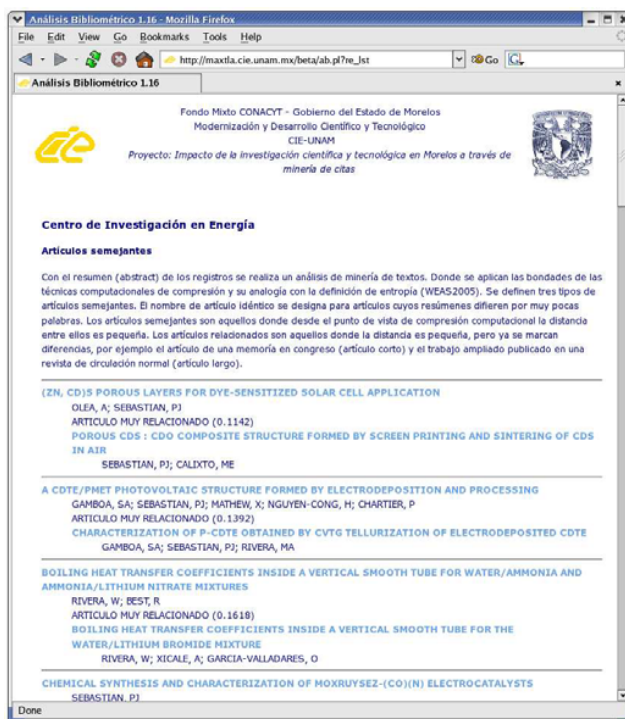 Análisis Bibliométrico 1.16 - Mozilla Firefox
File Edit View Go Bookmarks Tools Help
http://maxtla.cie.unam.mx/beta/ab.pl?re_lst Go
Análisis Bibliométrico 1.16
Fondo Mixto CONACYT - Gobierno del Estado de Morelos
Modernización y Desarrollo Científico y Tecnológico
CIE-UNAM
Proyecto: Impacto de la investigación científica y tecnológica en Morelos a través de
minería de citas
cie
Centro de Investigación en Energía
Artículos semejantes
Con el resumen (abstract) de los registros se realiza un análisis de minería de textos. Donde se aplican las bondades de las
técnicas computacionales de compresión y su analogía con la definición de entropía (WEAS2005). Se definen tres tipos de
artículos semejantes. El nombre de artículo idéntico se designa para artículos cuyos resúmenes difieren por muy pocas
palabras. Los artículos semejantes son aquellos donde desde el punto de vista de compresión computacional la distancia
entre ellos es pequeña. Los artículos relacionados son aquellos donde la distancia es pequeña, pero ya se marcan
diferencias, por ejemplo el artículo de una memoría en congreso (artículo corto) y el trabajo ampliado publicado en una
revista de circulación normal (artículo largo).
(ZN, CD)S POROUS LAYERS FOR DYE-SENSITIZED SOLAR CELL APPLICATION
OLEA, A; SEBASTIAN, PJ
ARTICULO MUY RELACIONADO (0.1142)
POROUS CDS : CDO COMPOSITE STRUCTURE FORMED BY SCREEN PRINTING AND SINTERING OF CDS
IN AIR
SEBASTIAN, PJ; CALIXTO, ME
A CDTE/PMET PHOTOVOLTAIC STRUCTURE FORMED BY ELECTRODEPOSITION AND PROCESSING
GAMBOA, SA; SEBASTIAN, PJ; MATHEW, X; NGUYEN-CONG, H; CHARTIER, P
ARTICULO MUY RELACIONADO (0.1392)
CHARACTERIZATION OF P-CDTE OBTAINED BY CVTG TELLURIZATION OF ELECTRODEPOSITED CDTE
GAMBOA, SA; SEBASTIAN, PJ; RIVERA, MA
BOILING HEAT TRANSFER COEFFICIENTS INSIDE A VERTICAL SMOOTH TUBE FOR WATER/AMMONIA AND
AMMONIA/LITHIUM NITRATE MIXTURES
RIVERA, W; BEST, R
ARTICULO MUY RELACIONADO (0.1618)
BOILING HEAT TRANSFER COEFFICIENTS INSIDE A VERTICAL SMOOTH TUBE FOR THE
WATER/LITHIUM BROMIDE MIXTURE
RIVERA, W; XICALE, A; GARCIA-VALLADARES, O
CHEMICAL SYNTHESIS AND CHARACTERIZATION OF MOXRUYSEZ-(CO)(N) ELECTROCATALYSTS
SEBASTIAN, PJ
Done